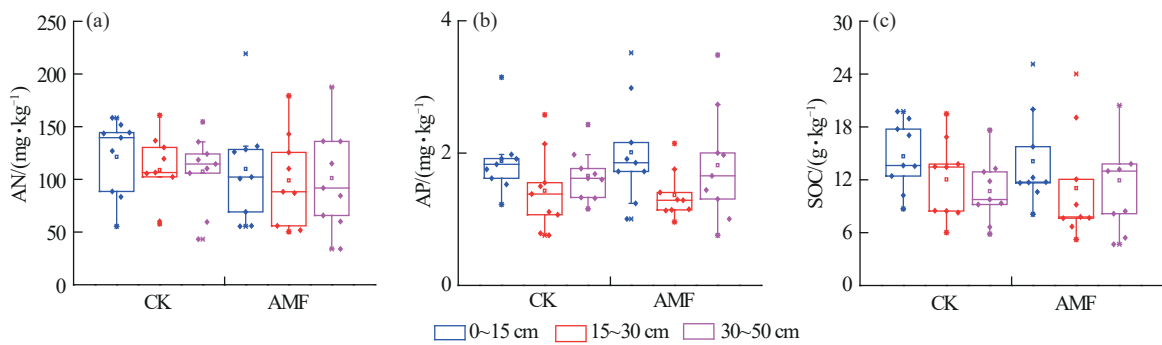 (a)
AN/(mg·kg⁻¹)
250
200
150
100
50
0
CK
AMF
(b)
AP/(mg·kg⁻¹)
4
2
0
CK
AMF
(c)
SOC/(g·kg⁻¹)
30
24
18
12
6
0
CK
AMF
0~15 cm 15~30 cm 30~50 cm